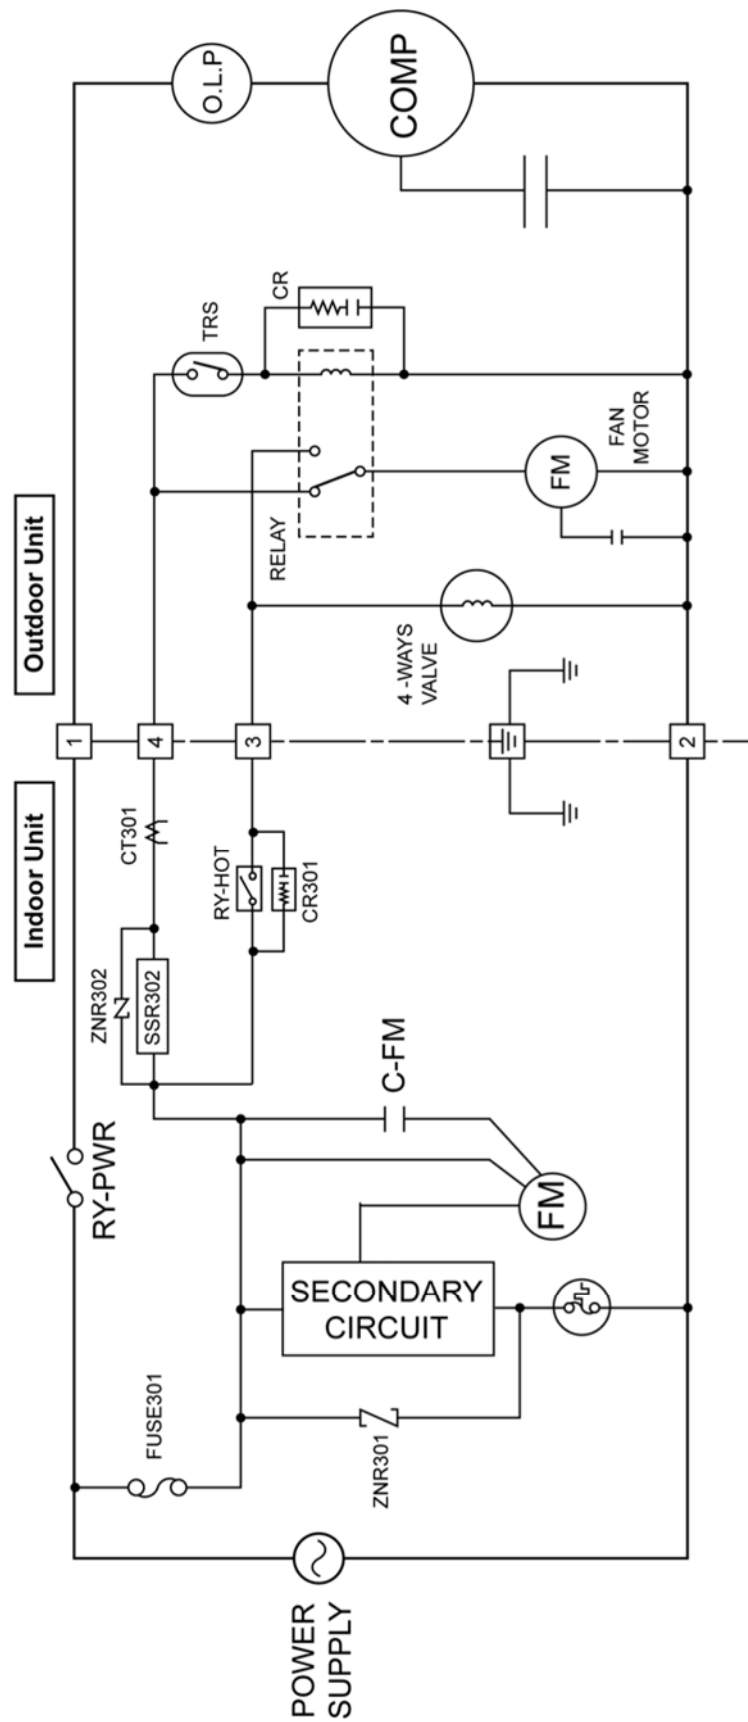 Indoor Unit
Outdoor Unit
POWER
SUPPLY
FUSE301
RY-PWR
ZNR302
SSR302
CT301
1
4
3
2
RY-HOT
CR301
ZNR301
SECONDARY
CIRCUIT
FM
C-FM
4 -WAYS
VALVE
RELAY
TRS
CR
FM
FAN
MOTOR
O.L.P
COMP